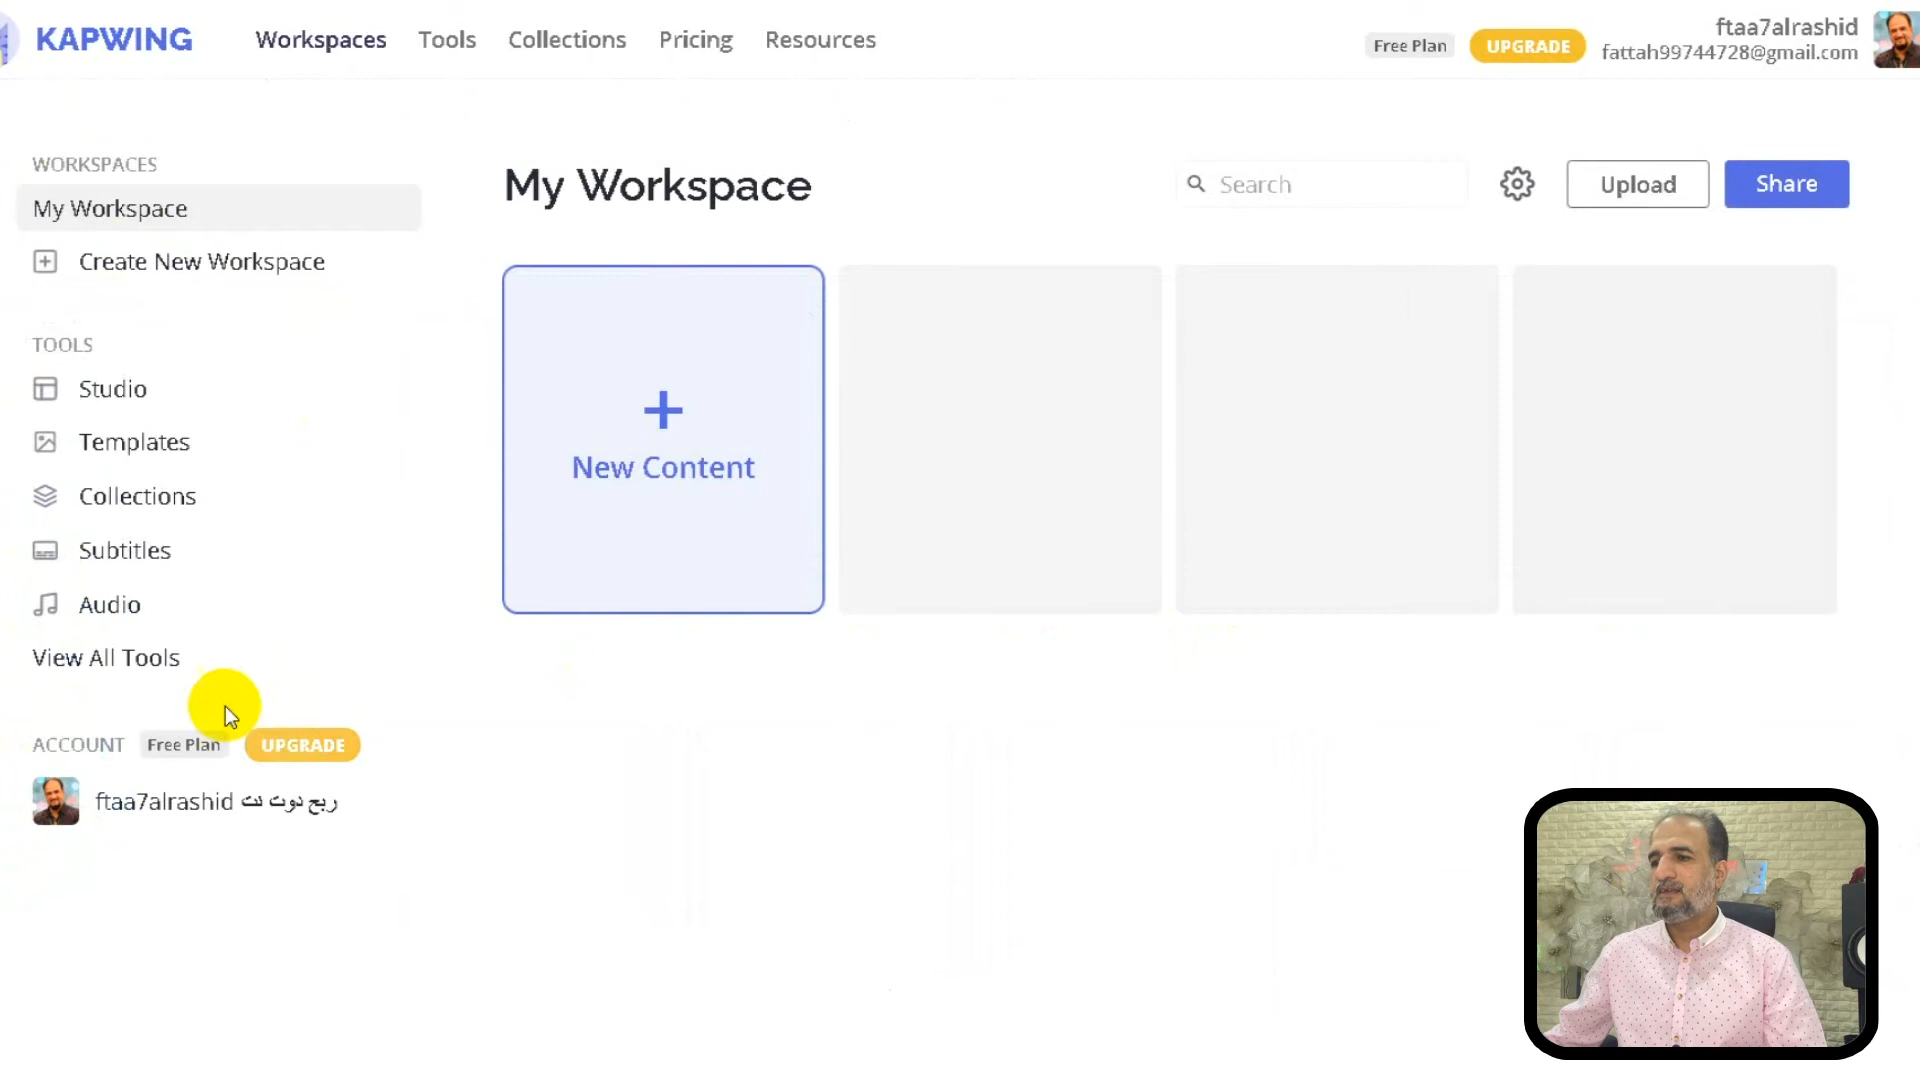 KAPWING
Workspaces Tools Collections Pricing Resources
Free Plan UPGRADE
ftaa7alrashid
fattah99744728@gmail.com
WORKSPACES
My Workspace
Create New Workspace
TOOLS
Studio
Templates
Collections
Subtitles
Audio
View All Tools
ACCOUNT Free Plan UPGRADE
ftaa7alrashid ربح دوت نت
My Workspace
Search
Upload
Share
+
New Content